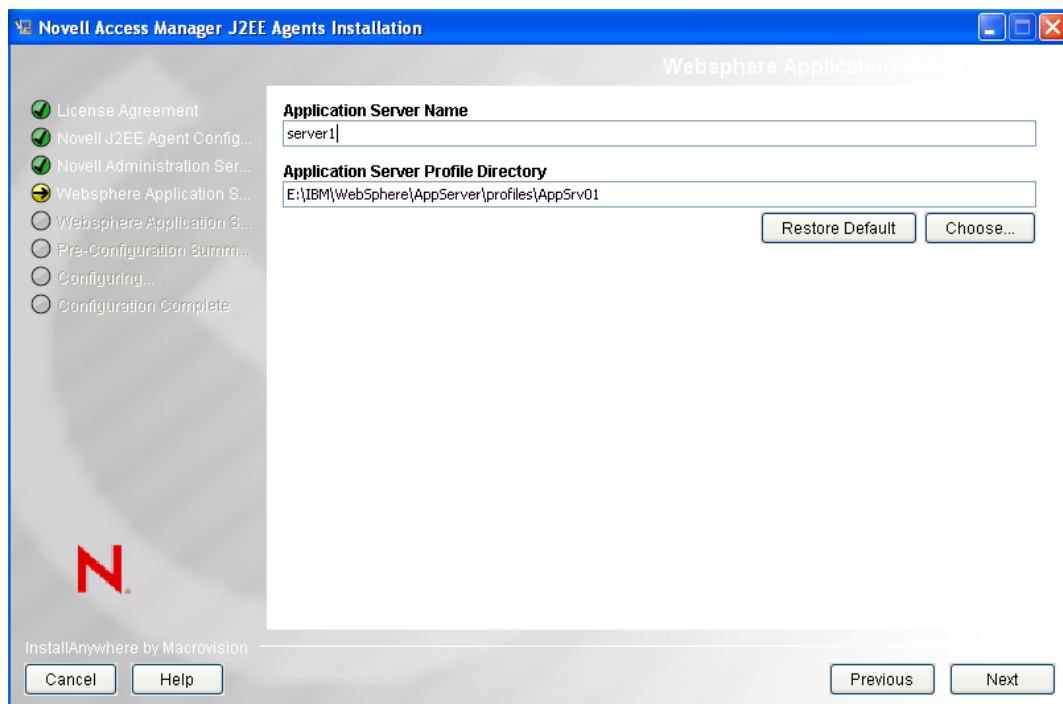 Novell Access Manager J2EE Agents Installation
Websphere Application Server
License Agreement
Novell J2EE Agent Config...
Novell Administration Ser...
Websphere Application S...
Websphere Application S...
Pre-Configuration Summ...
Configuring...
Configuration Complete
Application Server Name
server1
Application Server Profile Directory
E:\IBM\WebSphere\AppServer\profiles\AppSrv01
Restore Default
Choose...
N
InstallAnywhere by Macrovision
Cancel
Help
Previous
Next